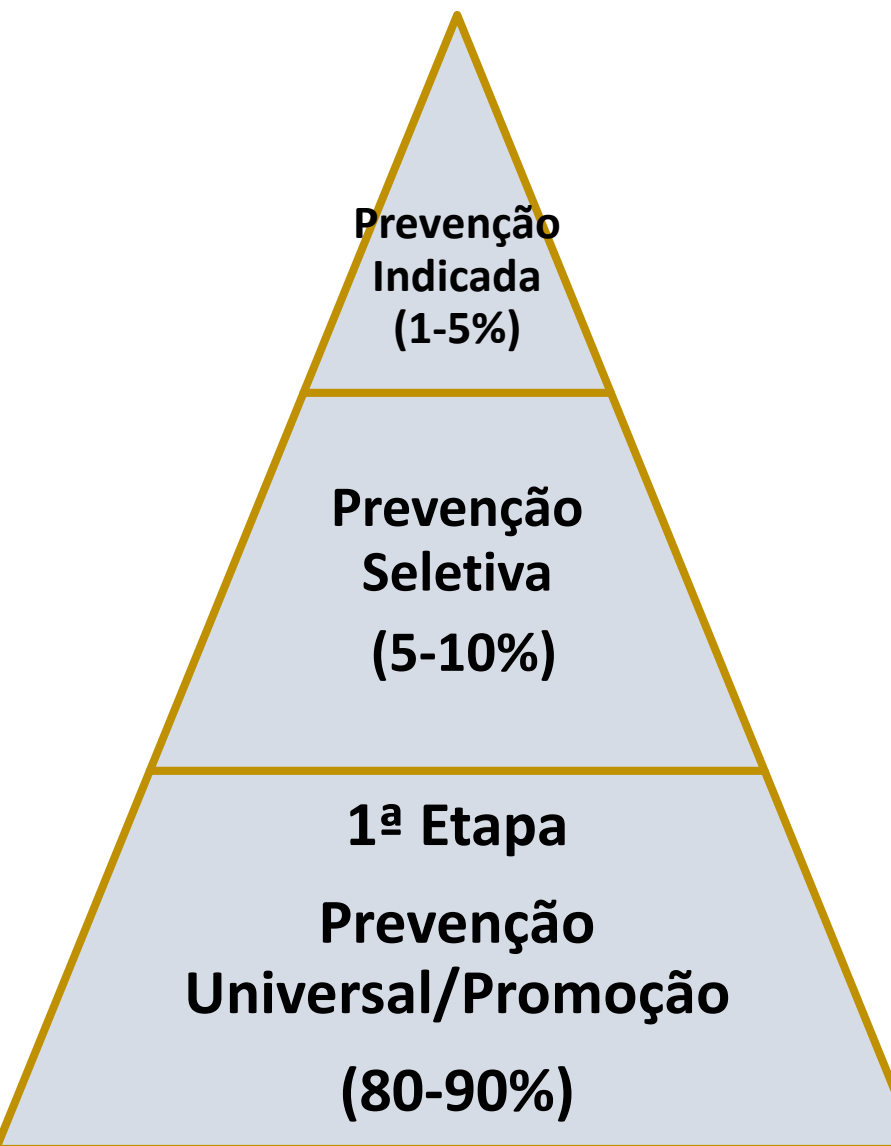 Prevenção
Indicada
(1-5%)
Prevenção
Seletiva
(5-10%)
1ª Etapa
Prevenção
Universal/Promoção
(80-90%)